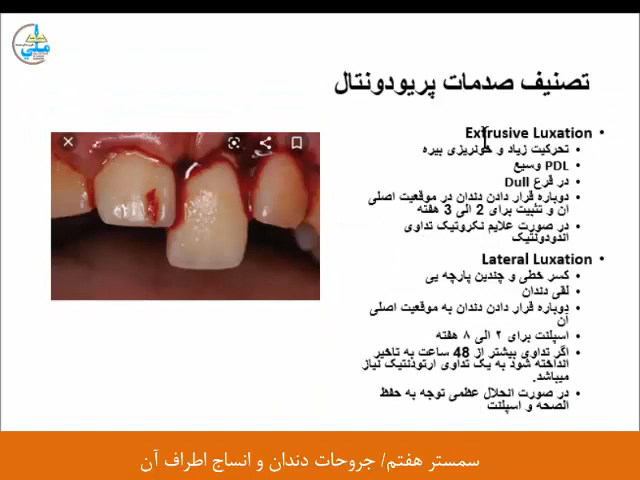 ملي
تصنیف صدمات پریودونتال
Extrusive Luxation
تحرکیت زیاد و خونریزی بیره
PDL وسیع
در قرع Dull
دوباره قرار دادن دندان در موقعیت اصلی
آن و تثبیت برای 2 الی 3 هفته
در صورت علایم نکروتیک تداوی
اندودونتیک
Lateral Luxation
کسر خطی و چندین پارچه یی
لقی دندان
دوباره قرار دادن دندان به موقعیت اصلی
آن
اسپلنت برای ۲ الی ۸ هفته
اگر تداوی بیشتر از 48 ساعت به تاخیر
انداخته شود به یک تداوی ارتودنتیک نیاز
میباشد.
در صورت انحلال عظمی توجه به حفظ
الصحه و اسپلنت
سمستر هفتم/ جروحات دندان و انساج اطراف آن